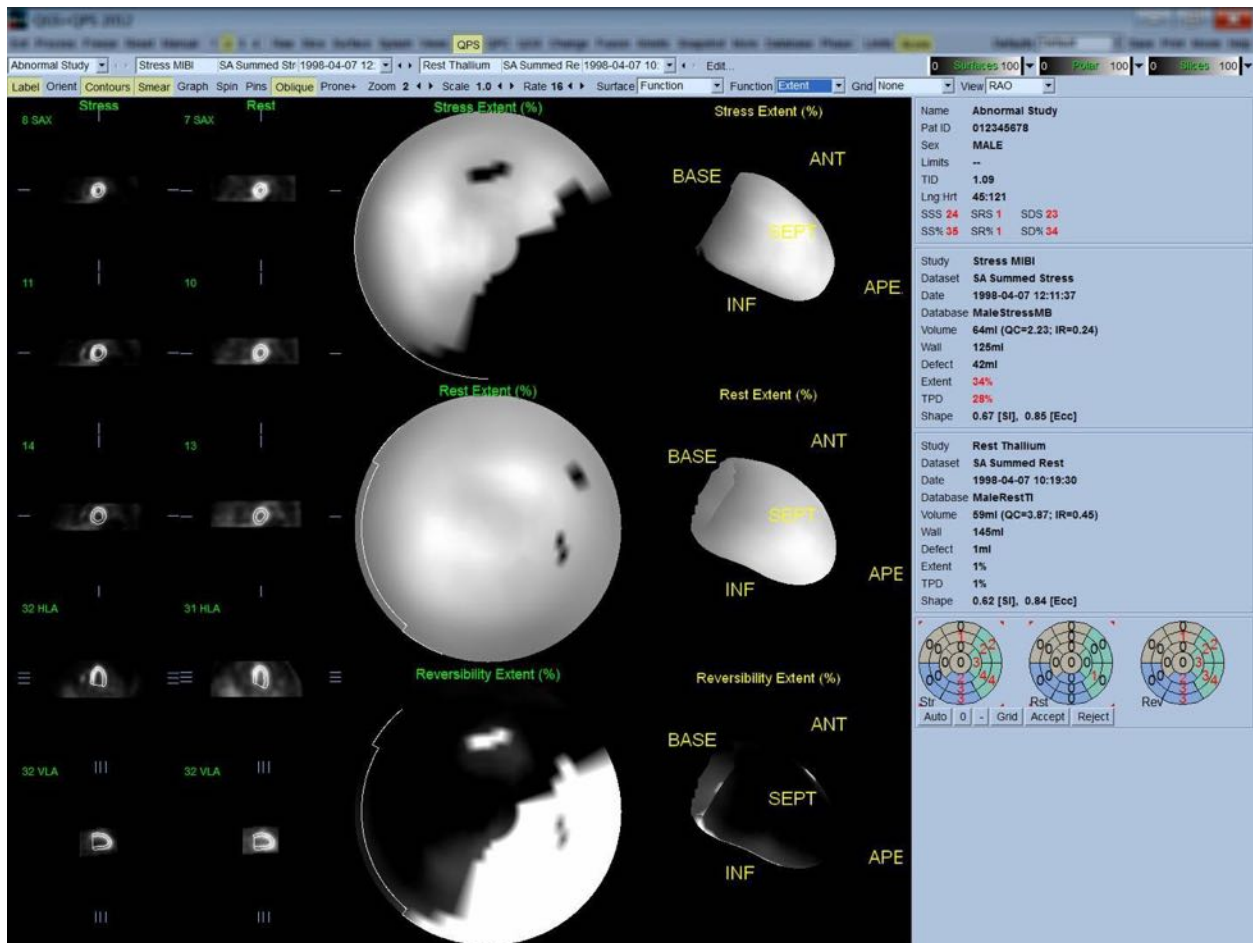 QGS+QPS 2012
QPS
Abnormal Study Stress MIBI SA Summed Str 1998-04-07 12: Rest Thallium SA Summed Re 1998-04-07 10: Edit... 0 Surfaces 100 0 Polar 100 0 Slices 100
Label Orient Contours Smear Graph Spin Pins Oblique Prone+ Zoom 2 Scale 1.0 Rate 16 Surface Function Function Extent Grid None View RAO
Stress Rest
8 SAX 7 SAX
11 10
14 13
32 HLA 31 HLA
32 VLA 32 VLA
Stress Extent (%)
Stress Extent (%)
ANT
BASE
SEPT
INF
APE
Rest Extent (%)
Rest Extent (%)
ANT
BASE
SEPT
INF
APE
Reversibility Extent (%)
Reversibility Extent (%)
ANT
BASE
SEPT
INF
APE
Name Abnormal Study
Pat ID 012345678
Sex MALE
Limits --
TID 1.09
Lng Hrt 45:121
SSS 24 SRS 1 SDS 23
SS% 35 SR% 1 SD% 34
Study Stress MIBI
Dataset SA Summed Stress
Date 1998-04-07 12:11:37
Database MaleStressMB
Volume 64ml (QC=2.23; IR=0.24)
Wall 125ml
Defect 42ml
Extent 34%
TPD 28%
Shape 0.67 [SI], 0.85 [Ecc]
Study Rest Thallium
Dataset SA Summed Rest
Date 1998-04-07 10:19:30
Database MaleRestTl
Volume 59ml (QC=3.87; IR=0.45)
Wall 145ml
Defect 1ml
Extent 1%
TPD 1%
Shape 0.62 [SI], 0.84 [Ecc]
Str Rst Rev
Auto 0 - Grid Accept Reject